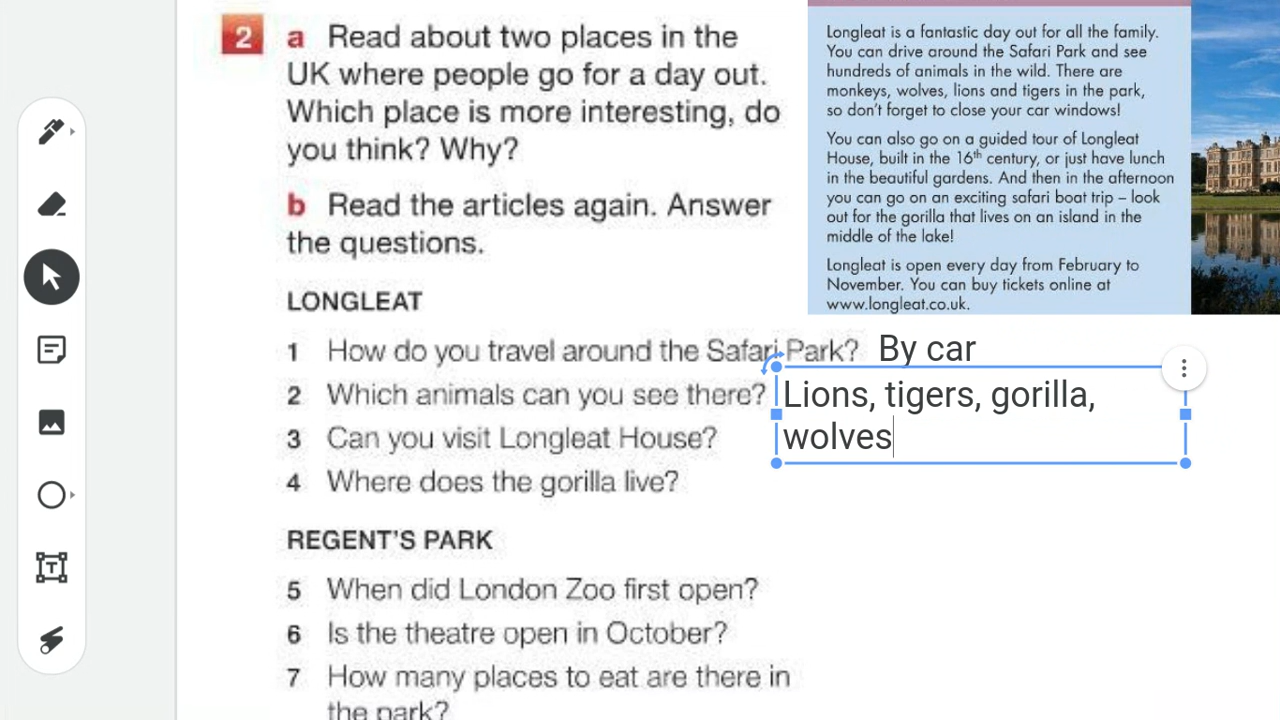 2 a Read about two places in the
UK where people go for a day out.
Which place is more interesting, do
you think? Why?
b Read the articles again. Answer
the questions.
LONGLEAT
1 How do you travel around the Safari Park? By car
2 Which animals can you see there? Lions, tigers, gorilla,
wolves
3 Can you visit Longleat House?
4 Where does the gorilla live?
REGENT'S PARK
5 When did London Zoo first open?
6 Is the theatre open in October?
7 How many places to eat are there in
the park?
Longleat is a fantastic day out for all the family.
You can drive around the Safari Park and see
hundreds of animals in the wild. There are
monkeys, wolves, lions and tigers in the park,
so don't forget to close your car windows!
You can also go on a guided tour of Longleat
House, built in the 16th century, or just have lunch
in the beautiful gardens. And then in the afternoon
you can go on an exciting safari boat trip – look
out for the gorilla that lives on an island in the
middle of the lake!
Longleat is open every day from February to
November. You can buy tickets online at
www.longleat.co.uk.